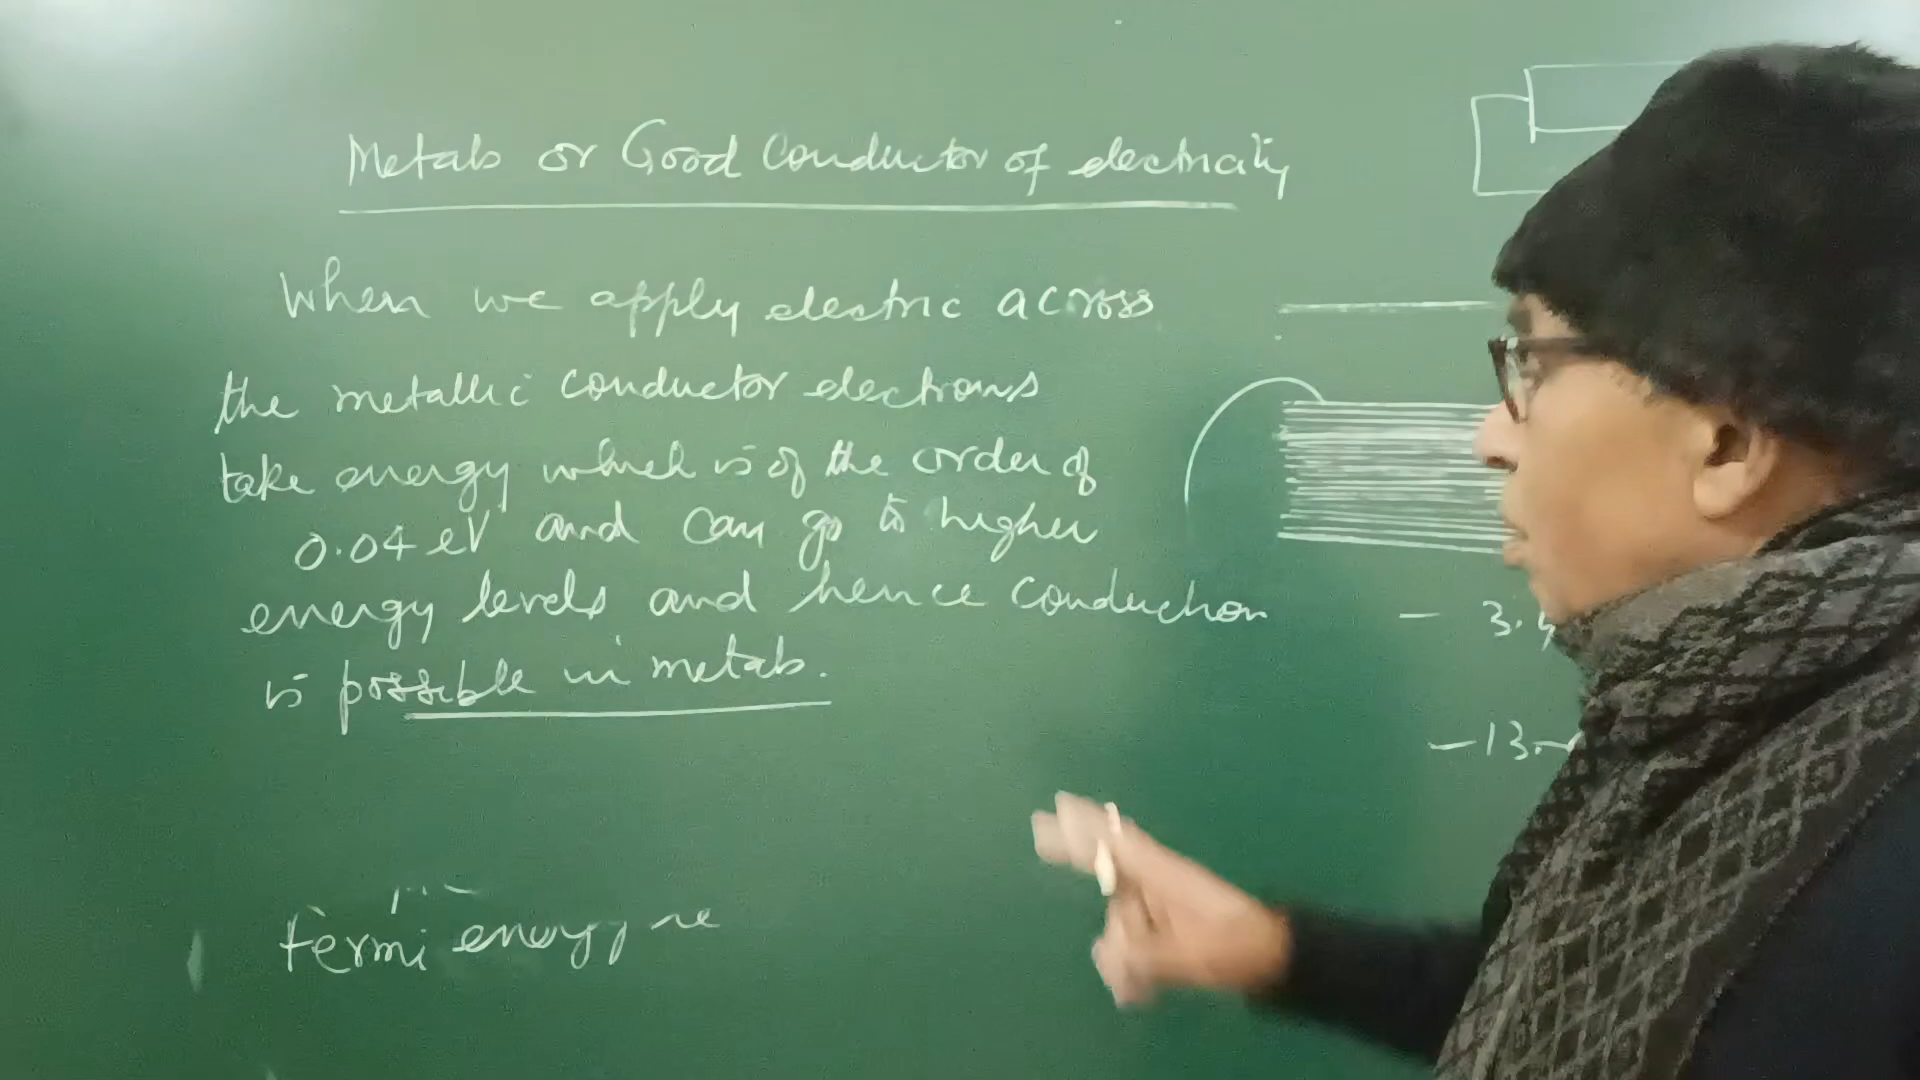 Metals or Good Conductor of electricity
When we apply electric across
the metallic conductor electrons
take energy which is of the order of
0.04 eV and can go to higher
energy levels and hence conduction
is possible in metals.
fermi energy
- 3.4
-13.